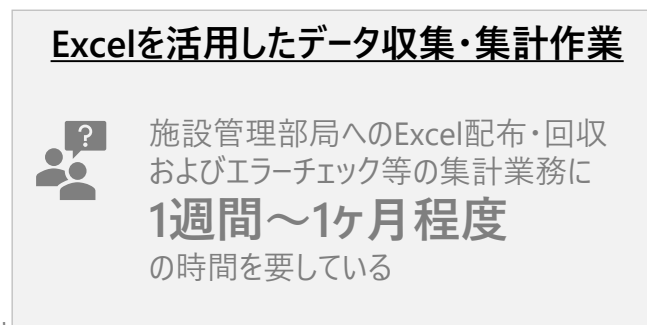 Excelを活用したデータ収集・集計作業
?
施設管理部局へのExcel配布・回収
およびエラーチェック等の集計業務に
1週間～1ヶ月程度
の時間を要している